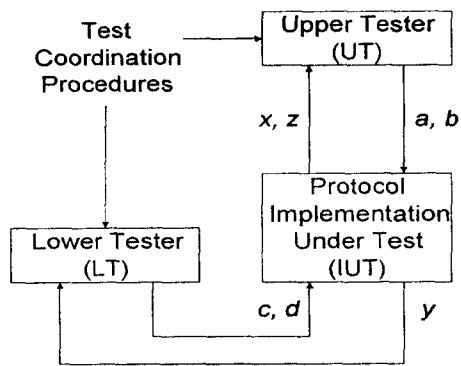 Test
Coordination
Procedures
Upper Tester
(UT)
x, z
a, b
Protocol
Implementation
Under Test
(IUT)
Lower Tester
(LT)
c, d
y